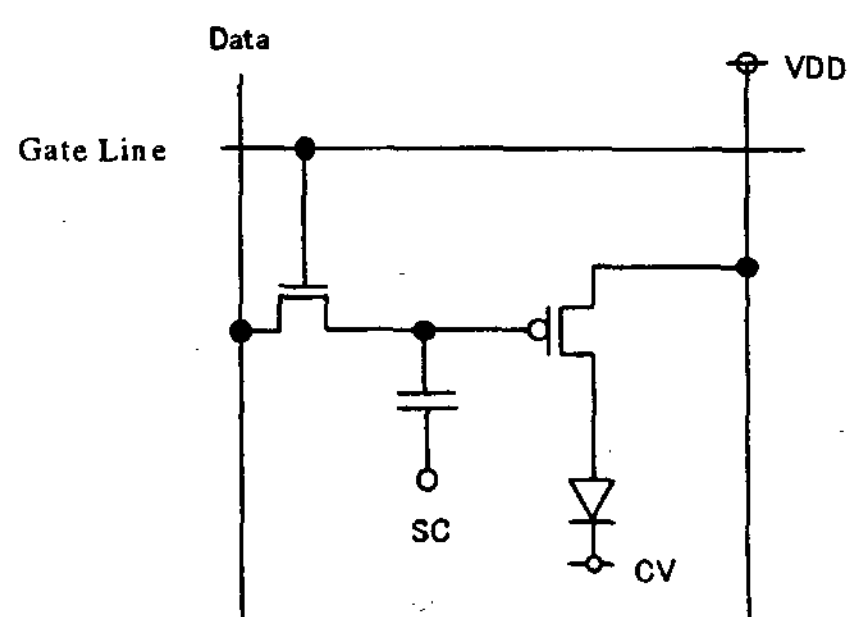 Data
VDD
Gate Line
SC
CV